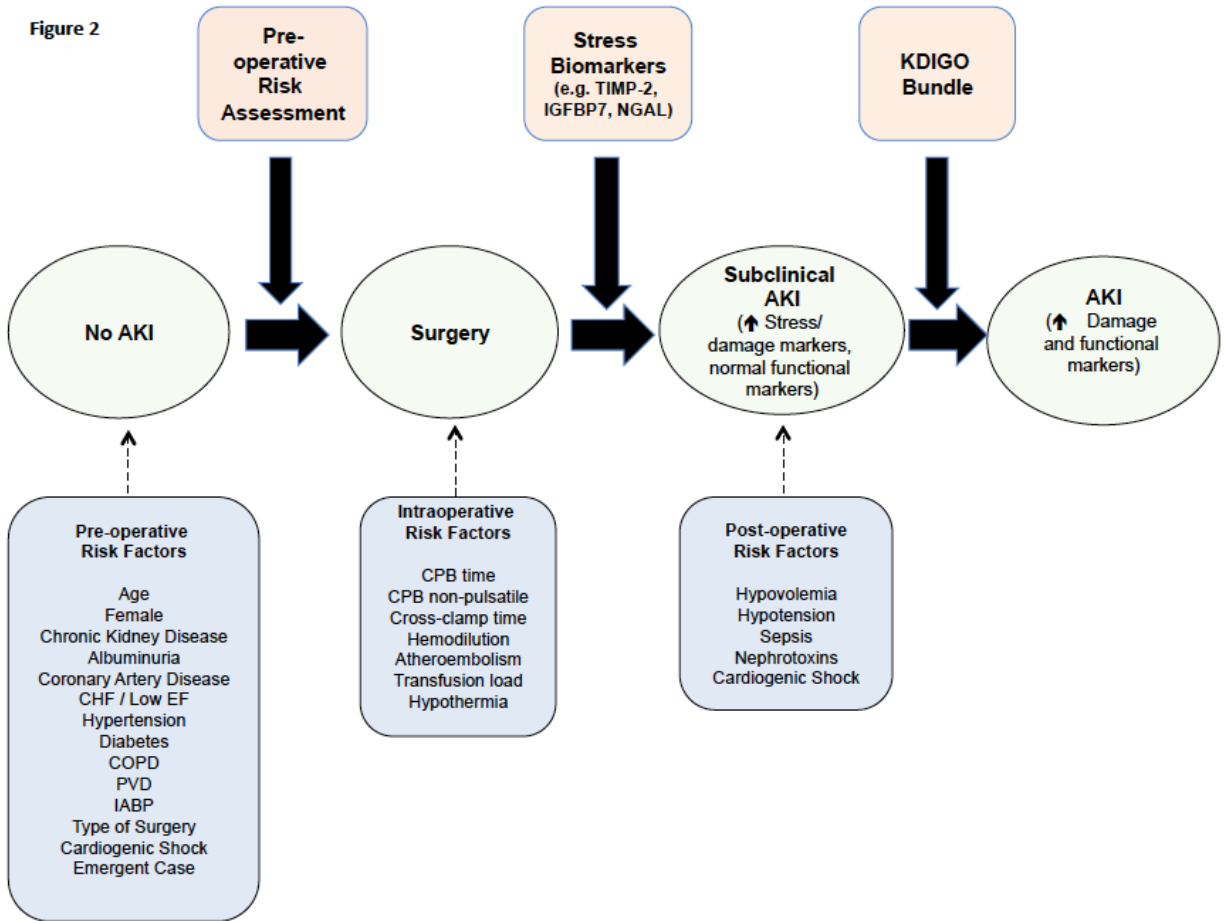 Figure 2
Pre-
operative
Risk
Assessment
Stress
Biomarkers
(e.g. TIMP-2,
IGFBP7, NGAL)
KDIGO
Bundle
No AKI
Surgery
Subclinical
AKI
(↑ Stress/
damage markers,
normal functional
markers)
AKI
(↑ Damage
and functional
markers)
Pre-operative
Risk Factors
Age
Female
Chronic Kidney Disease
Albuminuria
Coronary Artery Disease
CHF / Low EF
Hypertension
Diabetes
COPD
PVD
IABP
Type of Surgery
Cardiogenic Shock
Emergent Case
Intraoperative
Risk Factors
CPB time
CPB non-pulsatile
Cross-clamp time
Hemodilution
Atheroembolism
Transfusion load
Hypothermia
Post-operative
Risk Factors
Hypovolemia
Hypotension
Sepsis
Nephrotoxins
Cardiogenic Shock